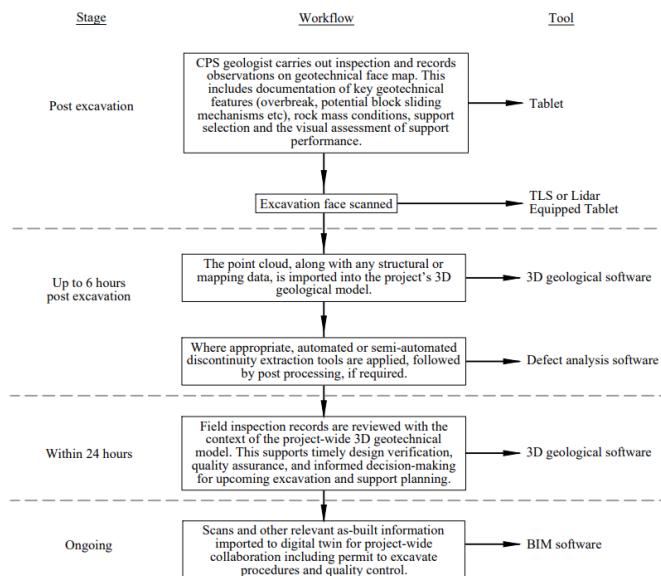 Stage
Workflow
Tool
CPS geologist carries out inspection and records
observations on geotechnical face map. This
includes documentation of key geotechnical
features (overbreak, potential block sliding
mechanisms etc), rock mass conditions, support
selection and the visual assessment of support
performance.
Post excavation
Tablet
Excavation face scanned
TLS or Lidar
Equipped Tablet
Up to 6 hours
post excavation
The point cloud, along with any structural or
mapping data, is imported into the project's 3D
geological model.
3D geological software
Where appropriate, automated or semi-automated
discontinuity extraction tools are applied, followed
by post processing, if required.
Defect analysis software
Within 24 hours
Field inspection records are reviewed with the
context of the project-wide 3D geotechnical
model. This supports timely design verification,
quality assurance, and informed decision-making
for upcoming excavation and support planning.
3D geological software
Ongoing
Scans and other relevant as-built information
imported to digital twin for project-wide
collaboration including permit to excavate
procedures and quality control.
BIM software